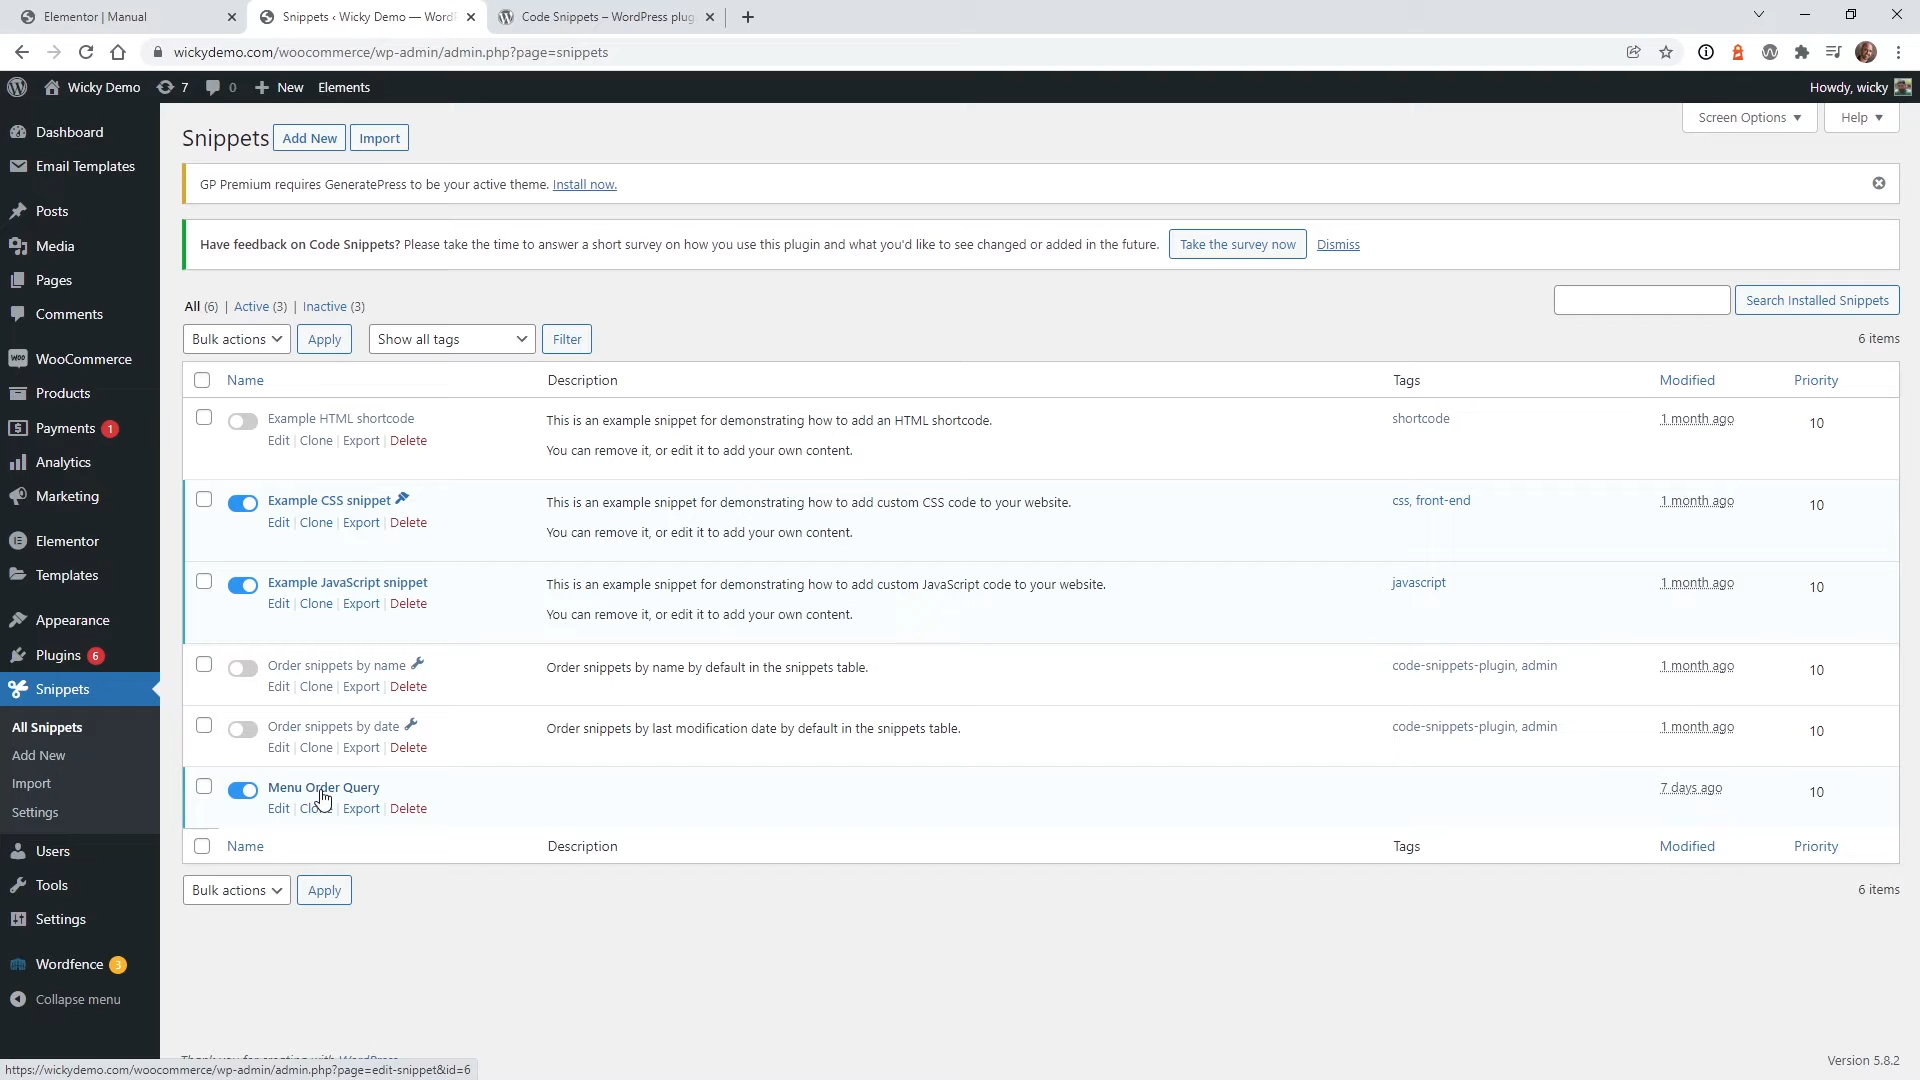 Elementor | Manual
Snippets ‹ Wicky Demo — WordP
Code Snippets – WordPress plug
wickydemo.com/woocommerce/wp-admin/admin.php?page=snippets
Wicky Demo 7 0 New Elements Howdy, wicky
Screen Options Help
Snippets Add New Import
GP Premium requires GeneratePress to be your active theme. Install now.
Have feedback on Code Snippets? Please take the time to answer a short survey on how you use this plugin and what you'd like to see changed or added in the future. Take the survey now Dismiss
All (6) | Active (3) | Inactive (3)
Search Installed Snippets
Bulk actions Apply Show all tags Filter 6 items
Name Description Tags Modified Priority
Example HTML shortcode This is an example snippet for demonstrating how to add an HTML shortcode. shortcode 1 month ago 10
Edit | Clone | Export | Delete
You can remove it, or edit it to add your own content.
Example CSS snippet This is an example snippet for demonstrating how to add custom CSS code to your website. css, front-end 1 month ago 10
Edit | Clone | Export | Delete
You can remove it, or edit it to add your own content.
Example JavaScript snippet This is an example snippet for demonstrating how to add custom JavaScript code to your website. javascript 1 month ago 10
Edit | Clone | Export | Delete
You can remove it, or edit it to add your own content.
Order snippets by name Order snippets by name by default in the snippets table. code-snippets-plugin, admin 1 month ago 10
Edit | Clone | Export | Delete
Order snippets by date Order snippets by last modification date by default in the snippets table. code-snippets-plugin, admin 1 month ago 10
Edit | Clone | Export | Delete
Menu Order Query 7 days ago 10
Edit | Clone | Export | Delete
Name Description Tags Modified Priority
Bulk actions Apply 6 items
Dashboard
Email Templates
Posts
Media
Pages
Comments
WooCommerce
Products
Payments 1
Analytics
Marketing
Elementor
Templates
Appearance
Plugins 6
Snippets
All Snippets
Add New
Import
Settings
Users
Tools
Settings
Wordfence 3
Collapse menu
Thank you for creating with WordPress.
Version 5.8.2
https://wickydemo.com/woocommerce/wp-admin/admin.php?page=edit-snippet&id=6